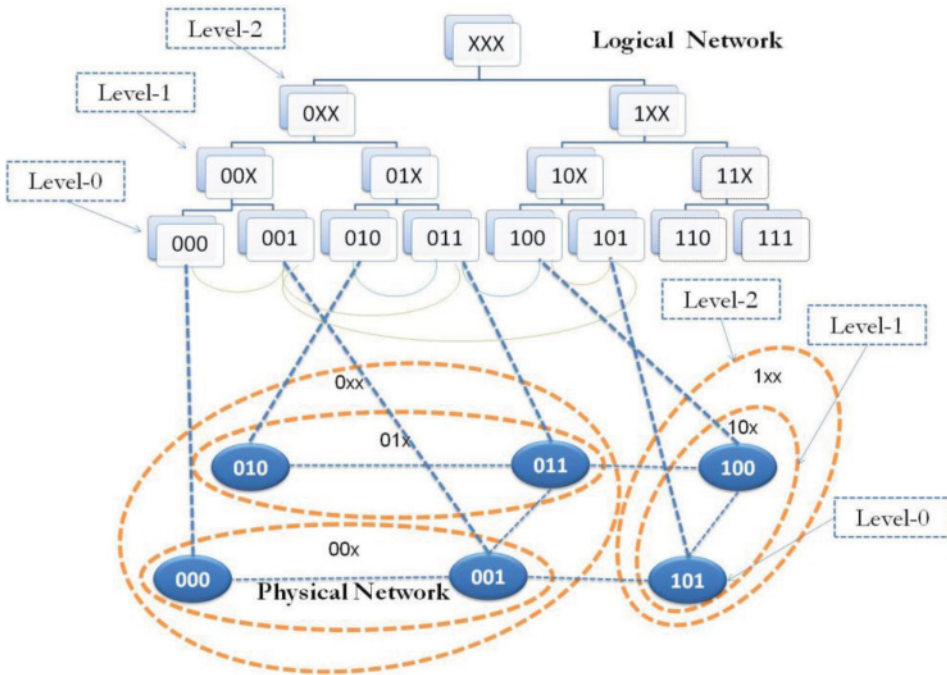 Level-2
XXX
Logical Network
Level-1
0XX
1XX
Level-0
00X
01X
10X
11X
000
001
010
011
100
101
110
111
Level-2
Level-1
0xx
1xx
01x
10x
010
011
100
Level-0
00x
000
001
101
Physical Network